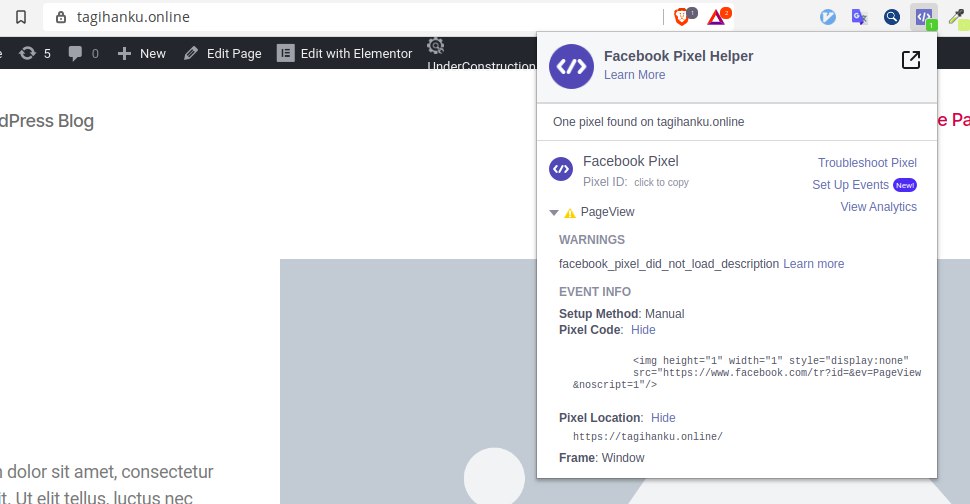 tagihanku.online
1
2
1
5
0
New
Edit Page
Edit with Elementor
UnderConstruction
dPress Blog
e Pa
Facebook Pixel Helper
Learn More
One pixel found on tagihanku.online
Facebook Pixel
Troubleshoot Pixel
Pixel ID: click to copy
Set Up Events New!
View Analytics
PageView
WARNINGS
facebook_pixel_did_not_load_description Learn more
EVENT INFO
Setup Method: Manual
Pixel Code: Hide
<img height="1" width="1" style="display:none"
src="https://www.facebook.com/tr?id=&ev=PageView
&noscript=1"/>
Pixel Location: Hide
https://tagihanku.online/
Frame: Window
dolor sit amet, consectetur
it. Ut elit tellus, luctus nec